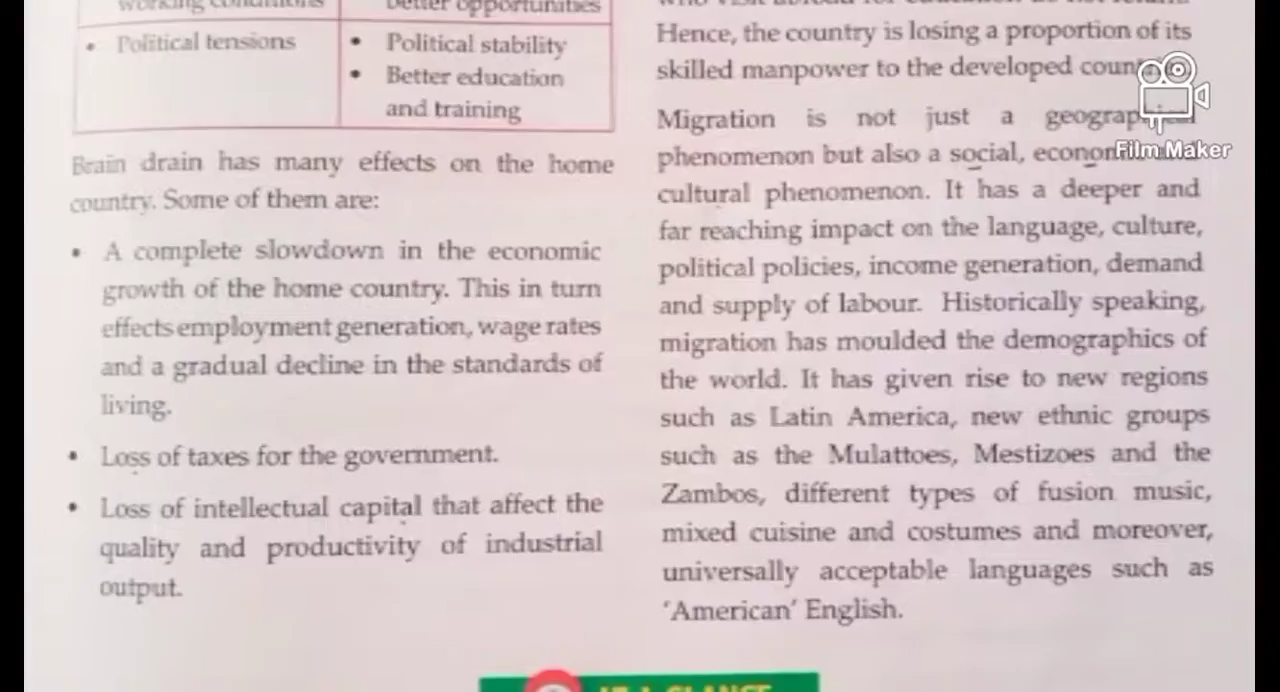 working conditions
better opportunities
• Political tensions
• Political stability
• Better education
and training
Brain drain has many effects on the home
country. Some of them are:
• A complete slowdown in the economic
growth of the home country. This in turn
effects employment generation, wage rates
and a gradual decline in the standards of
living.
• Loss of taxes for the government.
• Loss of intellectual capital that affect the
quality and productivity of industrial
output.
Hence, the country is losing a proportion of its
skilled manpower to the developed
Migration is not just a
phenomenon but also a social,
cultural phenomenon. It has a deeper and
far reaching impact on the language, culture,
political policies, income generation, demand
and supply of labour. Historically speaking,
migration has moulded the demographics of
the world. It has given rise to new regions
such as Latin America, new ethnic groups
such as the Mulattoes, Mestizoes and the
Zambos, different types of fusion music,
mixed cuisine and costumes and moreover,
universally acceptable languages such as
‘American’ English.
Film Maker
AT A GLANCE